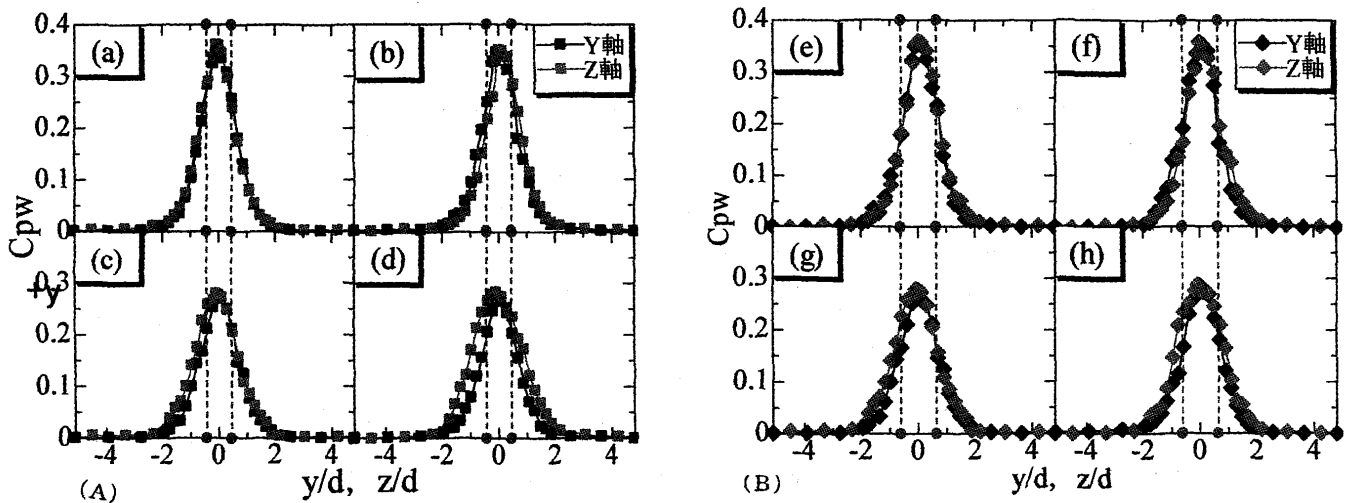 0.4
(a)
(b)
Y軸
Z軸
0.3
0.2
0.1
0
Cpw
(c)
(d)
+y
0.3
0.2
0.1
0
-4 -2 0 2 4 -4 -2 0 2 4
(A)
y/d, z/d
0.4
(e)
(f)
Y軸
Z軸
0.3
0.2
0.1
0
Cpw
(g)
(h)
0.3
0.2
0.1
0
-4 -2 0 2 4 -4 -2 0 2 4
(B)
y/d, z/d